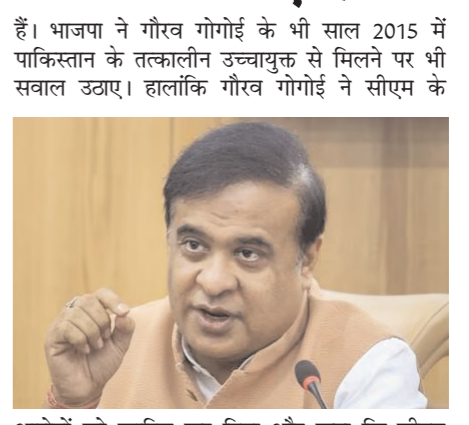 हैं। भाजपा ने गौरव गोगोई के भी साल 2015 में
पाकिस्तान के तत्कालीन उच्चायुक्त से मिलने पर भी
सवाल उठाए। हालांकि गौरव गोगोई ने सीएम के